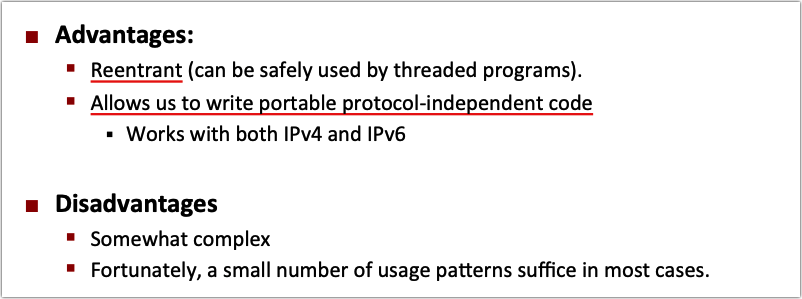 Advantages:
Reentrant (can be safely used by threaded programs).
Allows us to write portable protocol-independent code
Works with both IPv4 and IPv6
Disadvantages
Somewhat complex
Fortunately, a small number of usage patterns suffice in most cases.